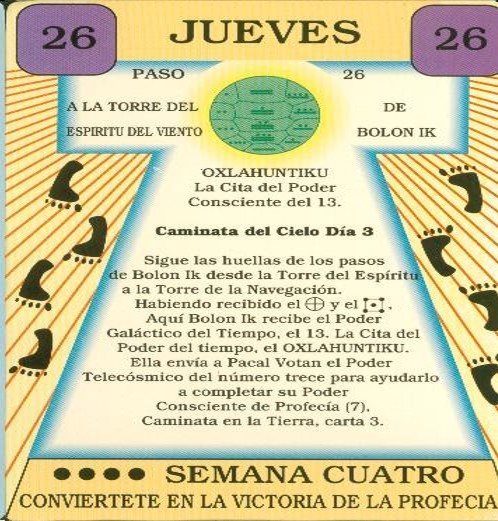 26 JUEVES 26
PASO 26
A LA TORRE DEL DE
ESPIRITU DEL VIENTO BOLON IK
OXLAHUNTIKU
La Cita del Poder
Consciente del 13.
Caminata del Cielo Día 3
Sigue las huellas de los pasos
de Bolon Ik desde la Torre del Espíritu
a la Torre de la Navegación.
Habiendo recibido el y el .
Aquí Bolon Ik recibe el Poder
Galáctico del Tiempo, el 13. La Cita del
Poder del tiempo, el OXLAHUNTIKU.
Ella envía a Pacal Votan el Poder
Telecósmico del número trece para ayudarlo
a completar su Poder
Consciente de Profecía (7),
Caminata en la Tierra, carta 3.
SEMANA CUATRO
CONVIERTETE EN LA VICTORIA DE LA PROFECIA